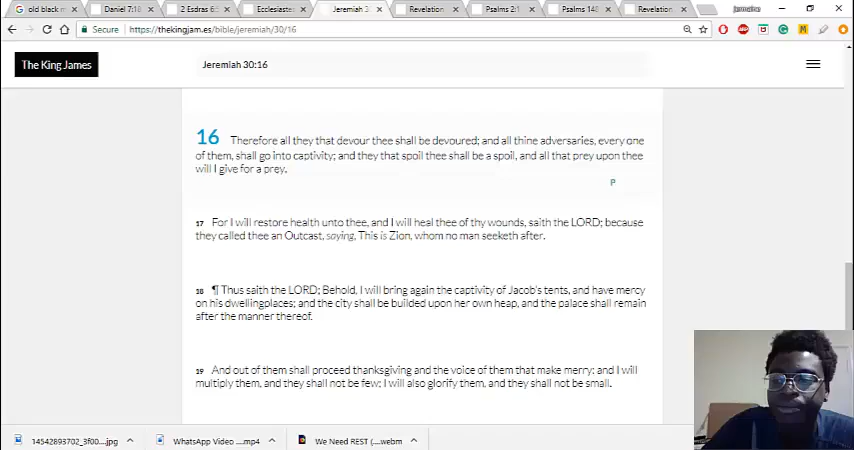 old black m
Daniel 7:18
2 Esdras 6:5
Ecclesiaste
Jeremiah 3
Revelation
Psalms 2:1
Psalms 148
Revelation
Secure
https://thekingjam.es/bible/jeremiah/30/16
The King James
Jeremiah 30:16
16 Therefore all they that devour thee shall be devoured; and all thine adversaries, every one
of them, shall go into captivity; and they that spoil thee shall be a spoil, and all that prey upon thee
will I give for a prey.
P
17 For I will restore health unto thee, and I will heal thee of thy wounds, saith the LORD; because
they called thee an Outcast, saying, This is Zion, whom no man seeketh after.
18 ¶ Thus saith the LORD; Behold, I will bring again the captivity of Jacob's tents, and have mercy
on his dwellingplaces; and the city shall be builded upon her own heap, and the palace shall remain
after the manner thereof.
19 And out of them shall proceed thanksgiving and the voice of them that make merry: and I will
multiply them, and they shall not be few; I will also glorify them, and they shall not be small.
14542893702_3f00....jpg
WhatsApp Video ....mp4
We Need REST (....webm